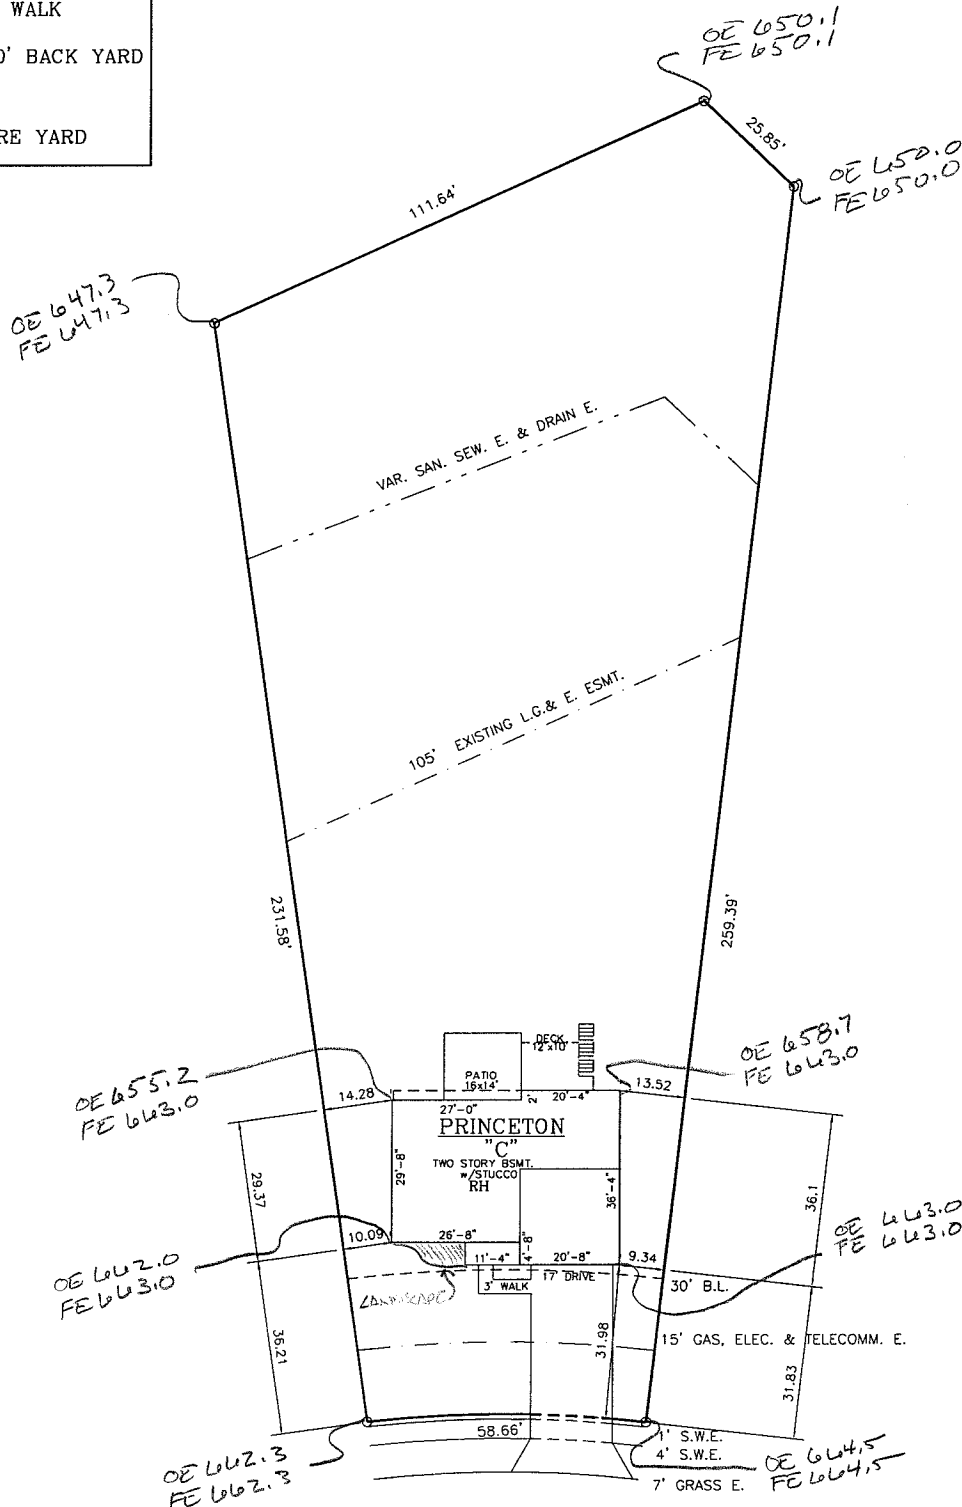 WALK
0' BACK YARD
RE YARD
OE 650.1
FE 650.1
25.85'
OE 650.0
FE 650.0
111.64'
OE 647.3
FE 647.3
VAR. SAN. SEW. E. & DRAIN E.
105' EXISTING L.G.& E. ESMT.
231.58'
259.39'
OE 658.7
FE 663.0
DECK
12'x10'
PATIO
16x14'
OE 655.2
FE 663.0
14.28
13.52
27'-0"
2'
20'-4"
PRINCETON
"C"
TWO STORY BSMT.
w/STUCCO
RH
29'-8"
36'-4"
29.37
36.1
10.09
26'-8"
4'-8"
11'-4"
20'-8"
9.34
OE 663.0
FE 663.0
OE 662.0
FE 663.0
3' WALK
17' DRIVE
30' B.L.
LANDSCAPE
15' GAS, ELEC. & TELECOMM. E.
36.21
31.98
31.83
58.66'
1' S.W.E.
4' S.W.E.
7' GRASS E.
OE 662.3
FE 662.3
OE 664.5
FE 664.5